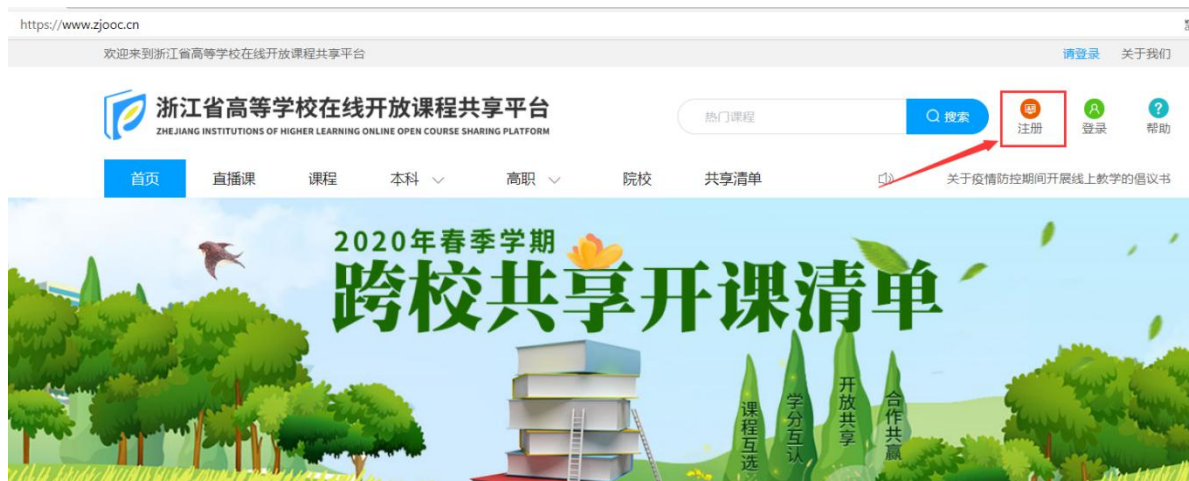 https://www.zjooc.cn
欢迎来到浙江省高等学校在线开放课程共享平台
请登录 关于我们
浙江省高等学校在线开放课程共享平台
ZHEJIANG INSTITUTIONS OF HIGHER LEARNING ONLINE OPEN COURSE SHARING PLATFORM
热门课程
搜索
注册 登录 帮助
首页 直播课 课程 本科 高职 院校 共享清单
关于疫情防控期间开展线上教学的倡议书
2020年春季学期
跨校共享开课清单
课程互选
学分互认
开放共享
合作共赢